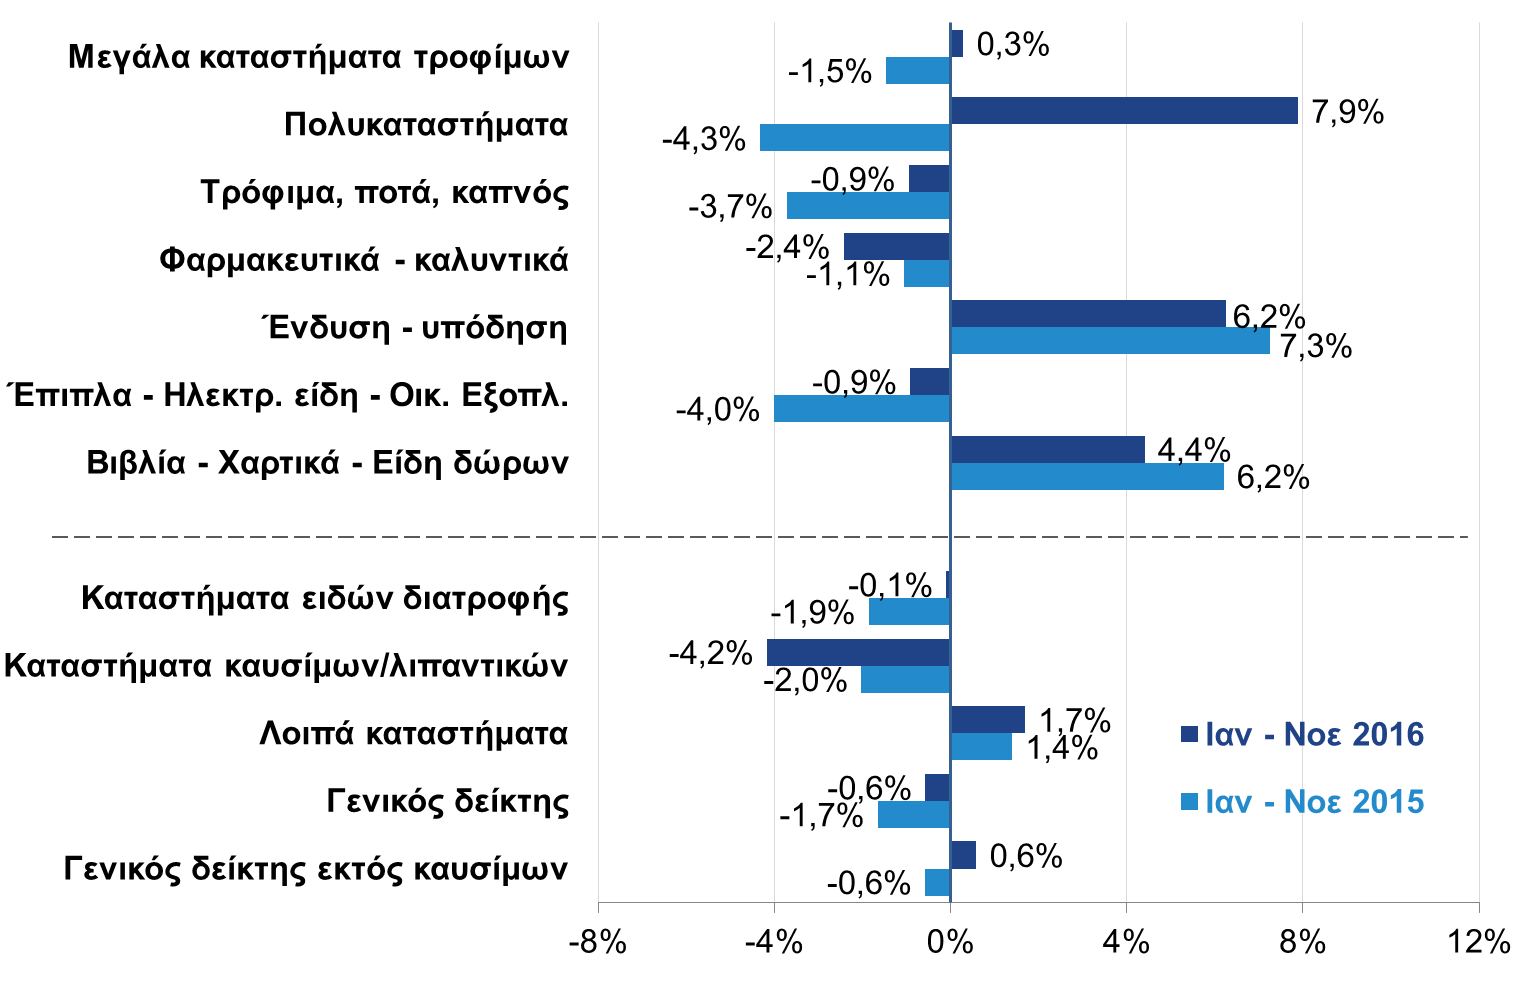 Μεγάλα καταστήματα τροφίμων
0,3%
-1,5%
Πολυκαταστήματα
7,9%
-4,3%
Τρόφιμα, ποτά, καπνός
-0,9%
-3,7%
Φαρμακευτικά - καλυντικά
-2,4%
-1,1%
Ένδυση - υπόδηση
6,2%
7,3%
Έπιπλα - Ηλεκτρ. είδη - Οικ. Εξοπλ.
-0,9%
-4,0%
Βιβλία - Χαρτικά - Είδη δώρων
4,4%
6,2%
Καταστήματα ειδών διατροφής
-0,1%
-1,9%
Καταστήματα καυσίμων/λιπαντικών
-4,2%
-2,0%
Λοιπά καταστήματα
1,7%
1,4%
Γενικός δείκτης
-0,6%
-1,7%
Γενικός δείκτης εκτός καυσίμων
0,6%
-0,6%
Ιαν - Νοε 2016
Ιαν - Νοε 2015
-8% -4% 0% 4% 8% 12%